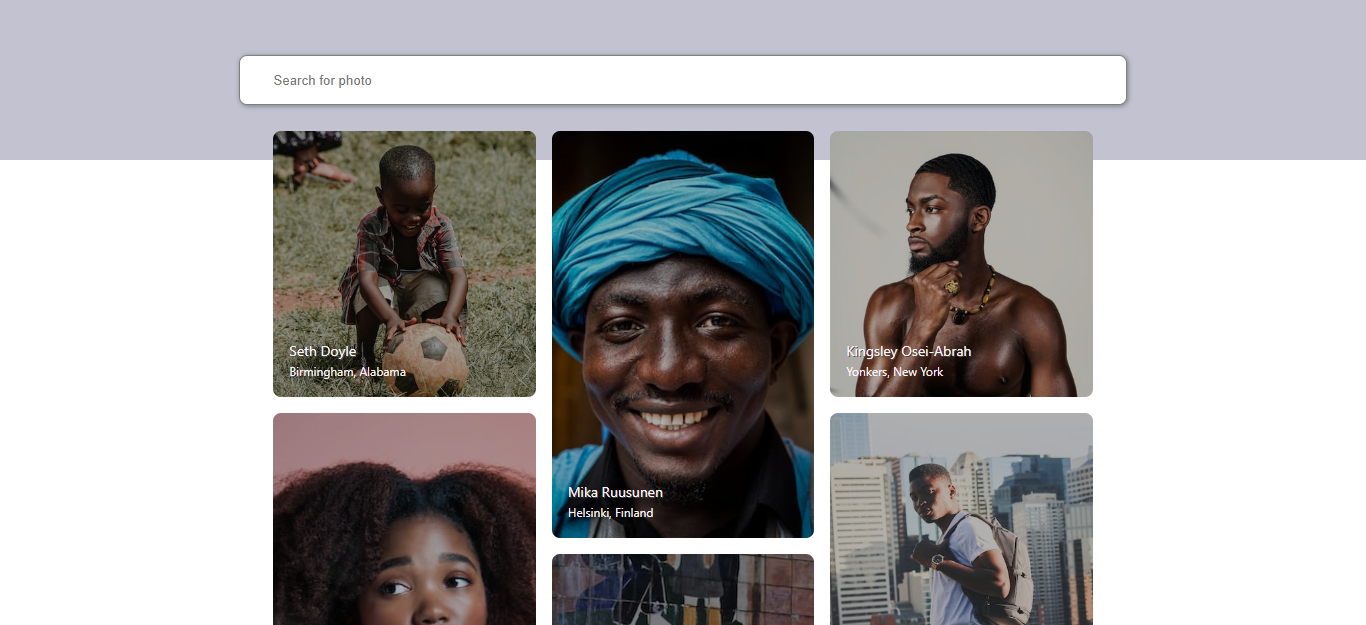 Search for photo
Seth Doyle
Birmingham, Alabama
Mika Ruusunen
Helsinki, Finland
Kingsley Osei-Abrah
Yonkers, New York